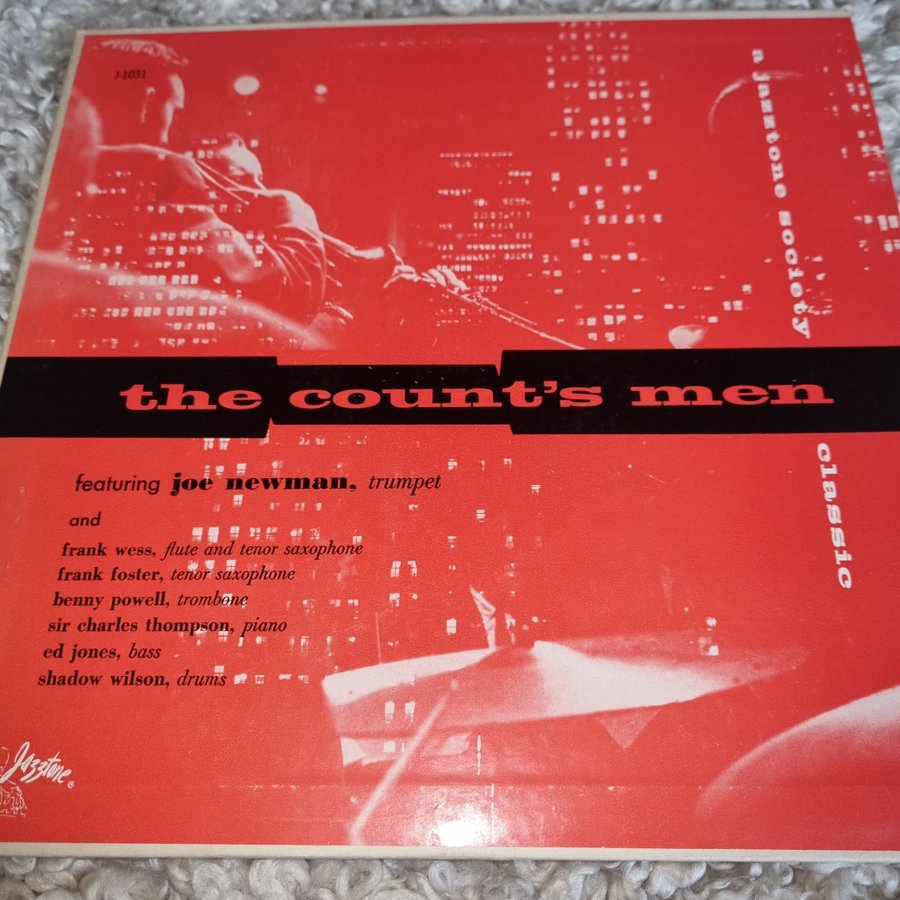 J-1031
a jazztone society
the count's men
classic
featuring joe newman, trumpet
and
frank wess, flute and tenor saxophone
frank foster, tenor saxophone
benny powell, trombone
sir charles thompson, piano
ed jones, bass
shadow wilson, drums
Jazztone